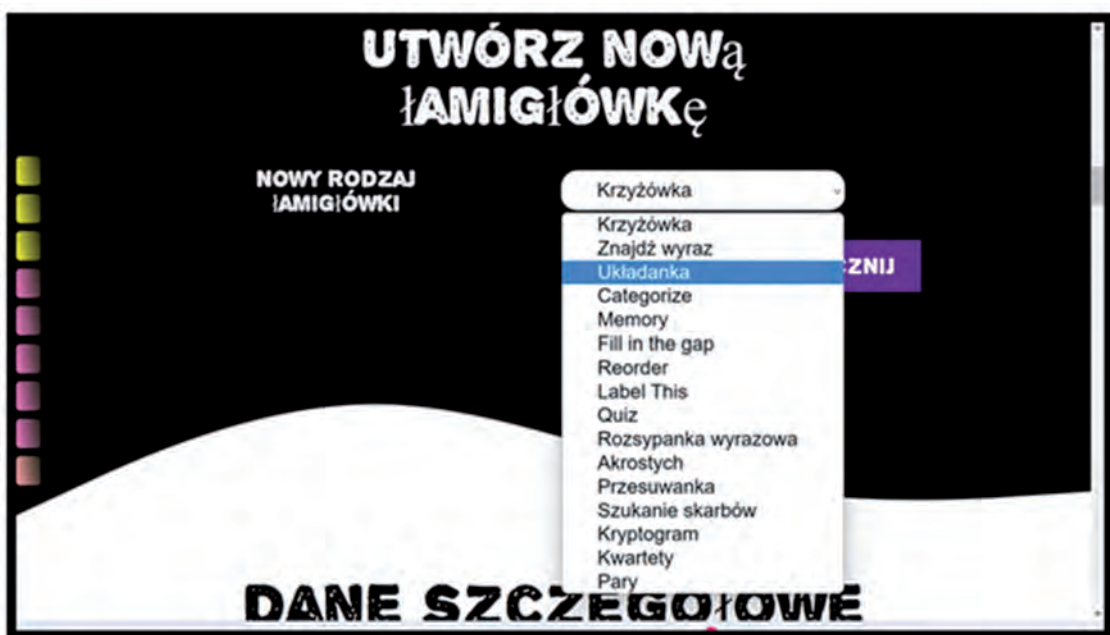 UTWÓRZ NOWą
łAMIGłÓWKę
NOWY RODZAJ
łAMIGłÓWKI
Krzyżówka
Krzyżówka
Znajdź wyraz
Układanka
ZNIJ
Categorize
Memory
Fill in the gap
Reorder
Label This
Quiz
Rozsypanka wyrazowa
Akrostych
Przesuwanka
Szukanie skarbów
Kryptogram
Kwartety
Pary
DANE SZCZEGÓłOWE